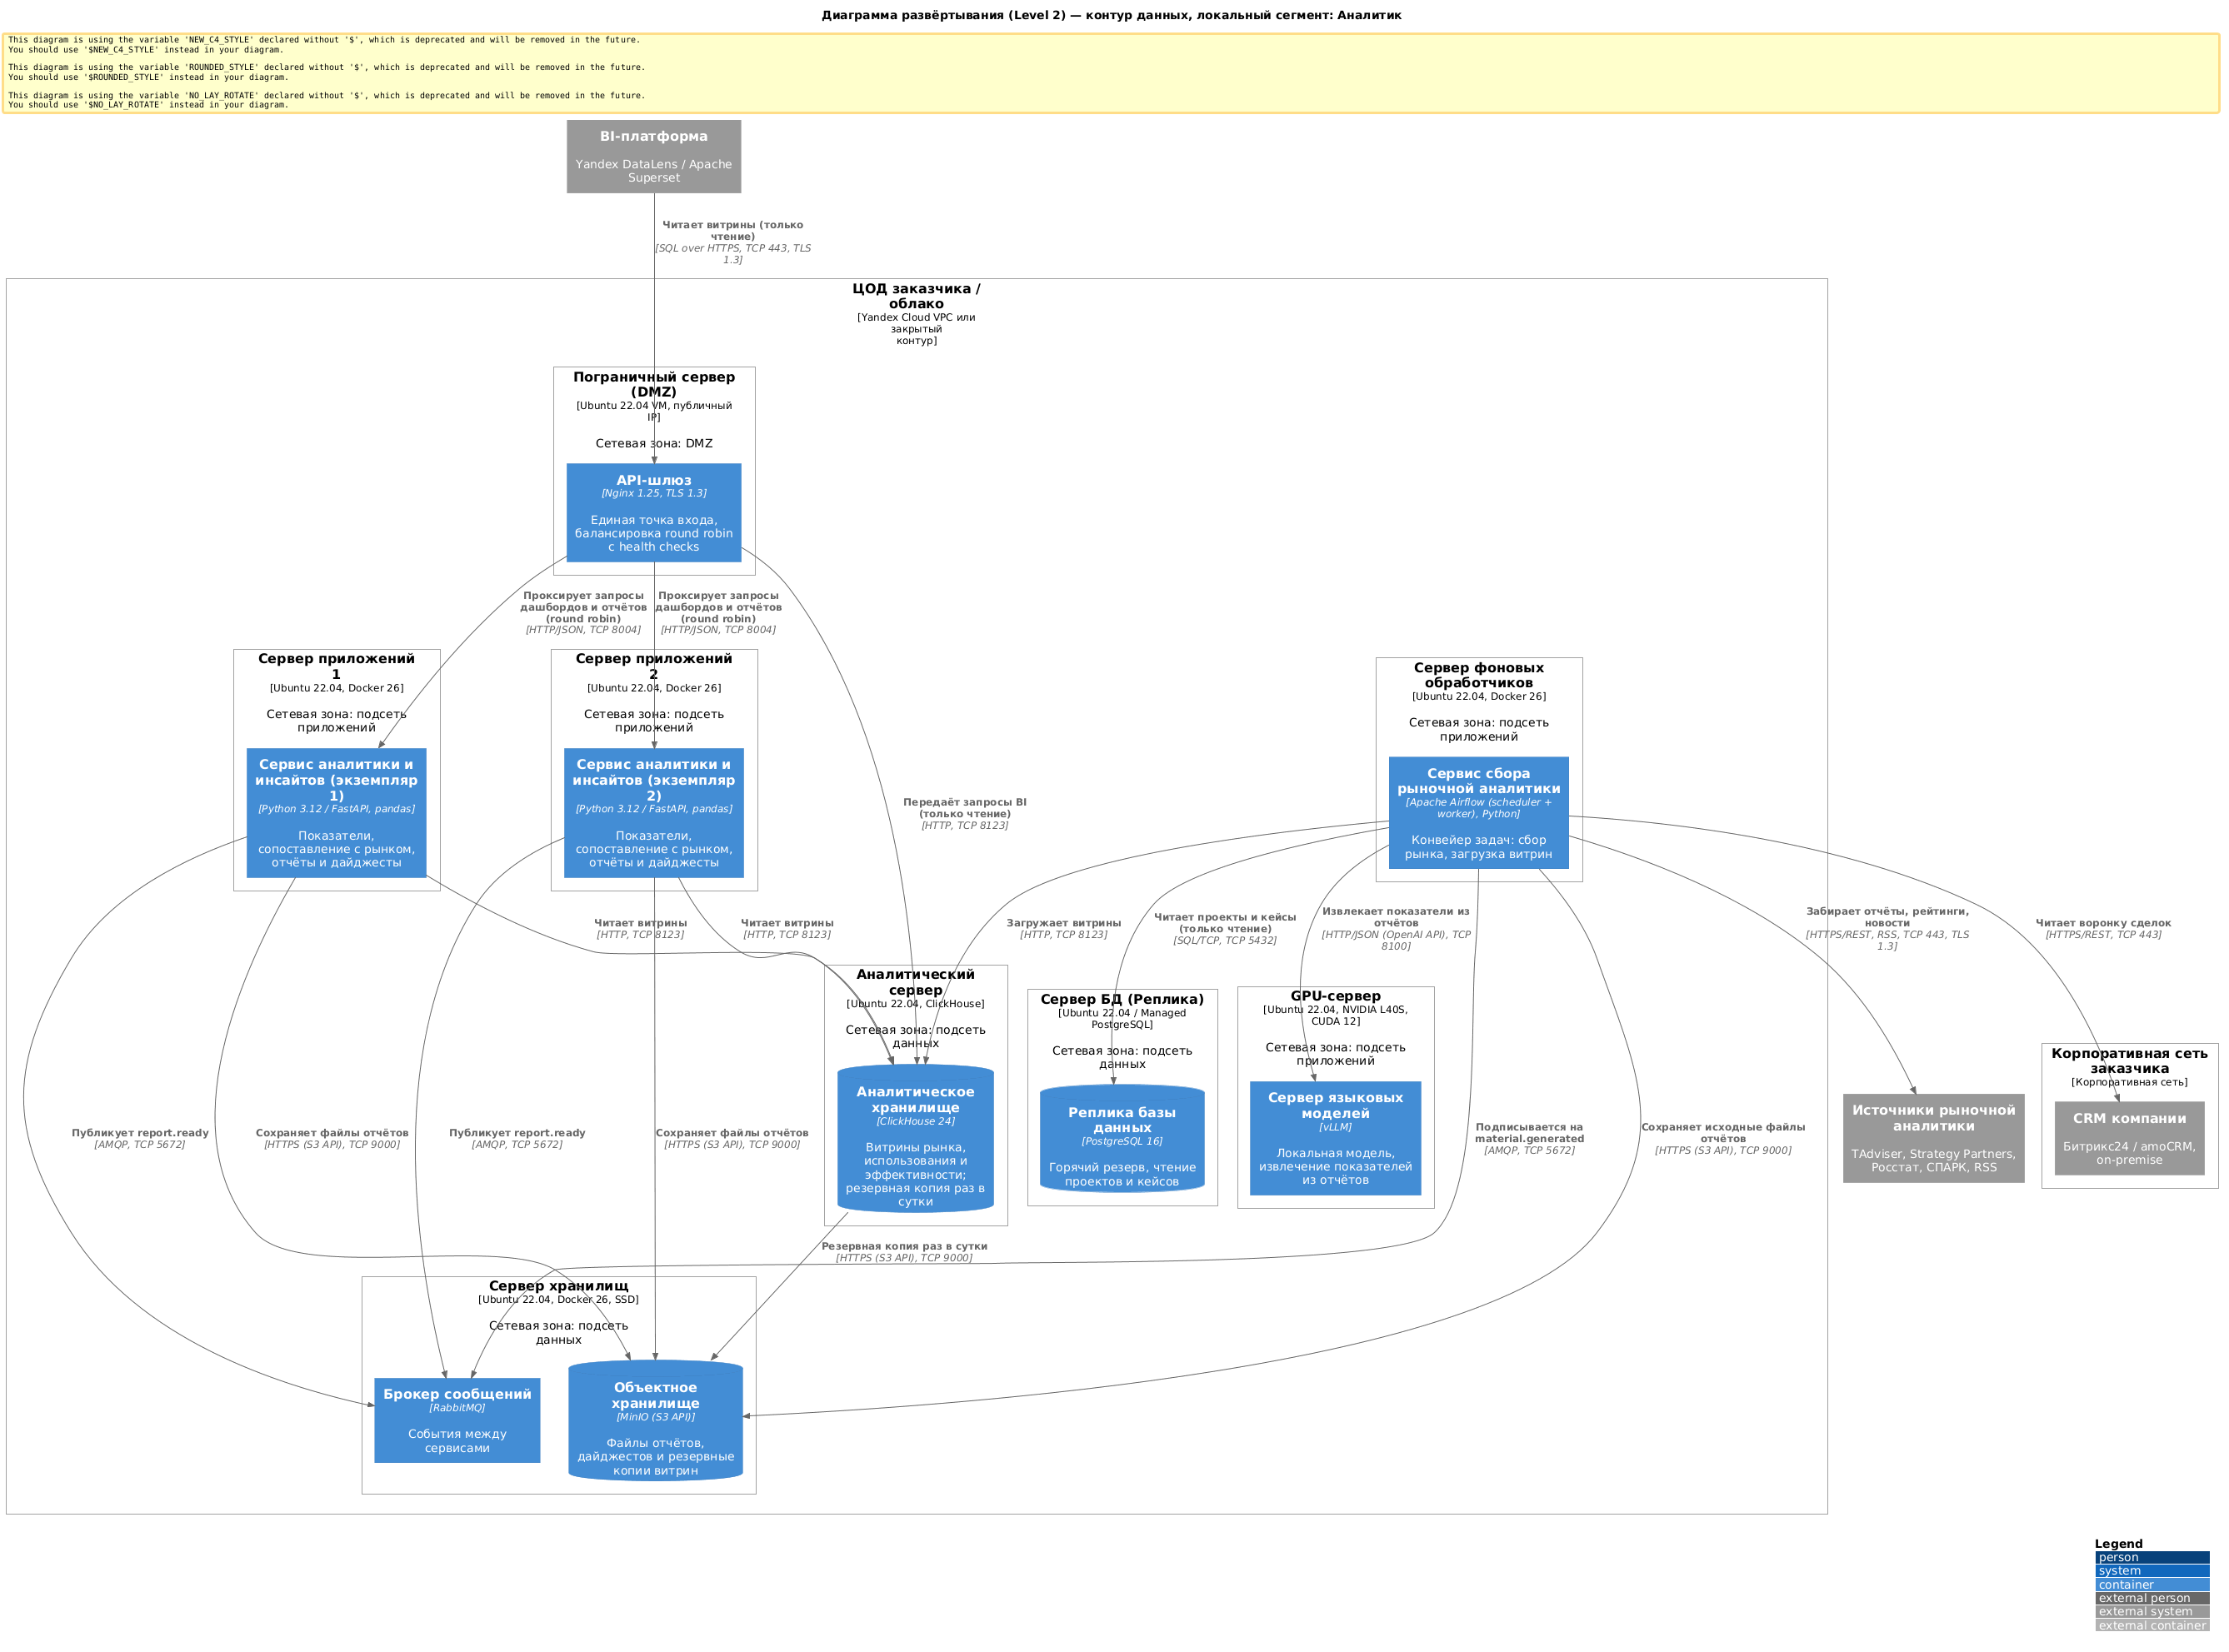 Диаграмма развёртывания (Level 2) — контур данных, локальный сегмент: Аналитик
This diagram is using the variable 'NEW_C4_STYLE' declared without '$', which is deprecated and will be removed in the future.
You should use '$NEW_C4_STYLE' instead in your diagram.
This diagram is using the variable 'ROUNDED_STYLE' declared without '$', which is deprecated and will be removed in the future.
You should use '$ROUNDED_STYLE' instead in your diagram.
This diagram is using the variable 'NO_LAY_ROTATE' declared without '$', which is deprecated and will be removed in the future.
You should use '$NO_LAY_ROTATE' instead in your diagram.
BI-платформа
Yandex DataLens / Apache
Superset
Читает витрины (только
чтение)
[SQL over HTTPS, TCP 443, TLS
1.3]
ЦОД заказчика /
облако
[Yandex Cloud VPC или
закрытый
контур]
Пограничный сервер
(DMZ)
[Ubuntu 22.04 VM, публичный
IP]
Сетевая зона: DMZ
API-шлюз
[Nginx 1.25, TLS 1.3]
Единая точка входа,
балансировка round robin
с health checks
Проксирует запросы
дашбордов и отчётов
(round robin)
[HTTP/JSON, TCP 8004]
Проксирует запросы
дашбордов и отчётов
(round robin)
[HTTP/JSON, TCP 8004]
Сервер приложений
1
[Ubuntu 22.04, Docker 26]
Сетевая зона: подсеть
приложений
Сервис аналитики и
инсайтов (экземпляр
1)
[Python 3.12 / FastAPI, pandas]
Показатели,
сопоставление с рынком,
отчёты и дайджесты
Сервер приложений
2
[Ubuntu 22.04, Docker 26]
Сетевая зона: подсеть
приложений
Сервис аналитики и
инсайтов (экземпляр
2)
[Python 3.12 / FastAPI, pandas]
Показатели,
сопоставление с рынком,
отчёты и дайджесты
Передаёт запросы BI
(только чтение)
[HTTP, TCP 8123]
Сервер фоновых
обработчиков
[Ubuntu 22.04, Docker 26]
Сетевая зона: подсеть
приложений
Сервис сбора
рыночной аналитики
[Apache Airflow (scheduler +
worker), Python]
Конвейер задач: сбор
рынка, загрузка витрин
Читает витрины
[HTTP, TCP 8123]
Читает витрины
[HTTP, TCP 8123]
Загружает витрины
[HTTP, TCP 8123]
Читает проекты и кейсы
(только чтение)
[SQL/TCP, TCP 5432]
Извлекает показатели из
отчётов
[HTTP/JSON (OpenAI API), TCP
8100]
Забирает отчёты, рейтинги,
новости
[HTTPS/REST, RSS, TCP 443, TLS
1.3]
Читает воронку сделок
[HTTPS/REST, TCP 443]
Аналитический
сервер
[Ubuntu 22.04, ClickHouse]
Сетевая зона: подсеть
данных
Аналитическое
хранилище
[ClickHouse 24]
Витрины рынка,
использования и
эффективности;
резервная копия раз в
сутки
Сервер БД (Реплика)
[Ubuntu 22.04 / Managed
PostgreSQL]
Сетевая зона: подсеть
данных
Реплика базы
данных
[PostgreSQL 16]
Горячий резерв, чтение
проектов и кейсов
GPU-сервер
[Ubuntu 22.04, NVIDIA L40S,
CUDA 12]
Сетевая зона: подсеть
приложений
Сервер языковых
моделей
[vLLM]
Локальная модель,
извлечение показателей
из отчётов
Источники рыночной
аналитики
TAdviser, Strategy Partners,
Росстат, СПАРК, RSS
Корпоративная сеть
заказчика
[Корпоративная сеть]
CRM компании
Битрикс24 / amoCRM,
on-premise
Публикует report.ready
[AMQP, TCP 5672]
Сохраняет файлы отчётов
[HTTPS (S3 API), TCP 9000]
Публикует report.ready
[AMQP, TCP 5672]
Сохраняет файлы отчётов
[HTTPS (S3 API), TCP 9000]
Подписывается на
material.generated
[AMQP, TCP 5672]
Сохраняет исходные файлы
отчётов
[HTTPS (S3 API), TCP 9000]
Резервная копия раз в сутки
[HTTPS (S3 API), TCP 9000]
Сервер хранилищ
[Ubuntu 22.04, Docker 26, SSD]
Сетевая зона: подсеть
данных
Брокер сообщений
[RabbitMQ]
События между
сервисами
Объектное
хранилище
[MinIO (S3 API)]
Файлы отчётов,
дайджестов и резервные
копии витрин
Legend
person
system
container
external person
external system
external container